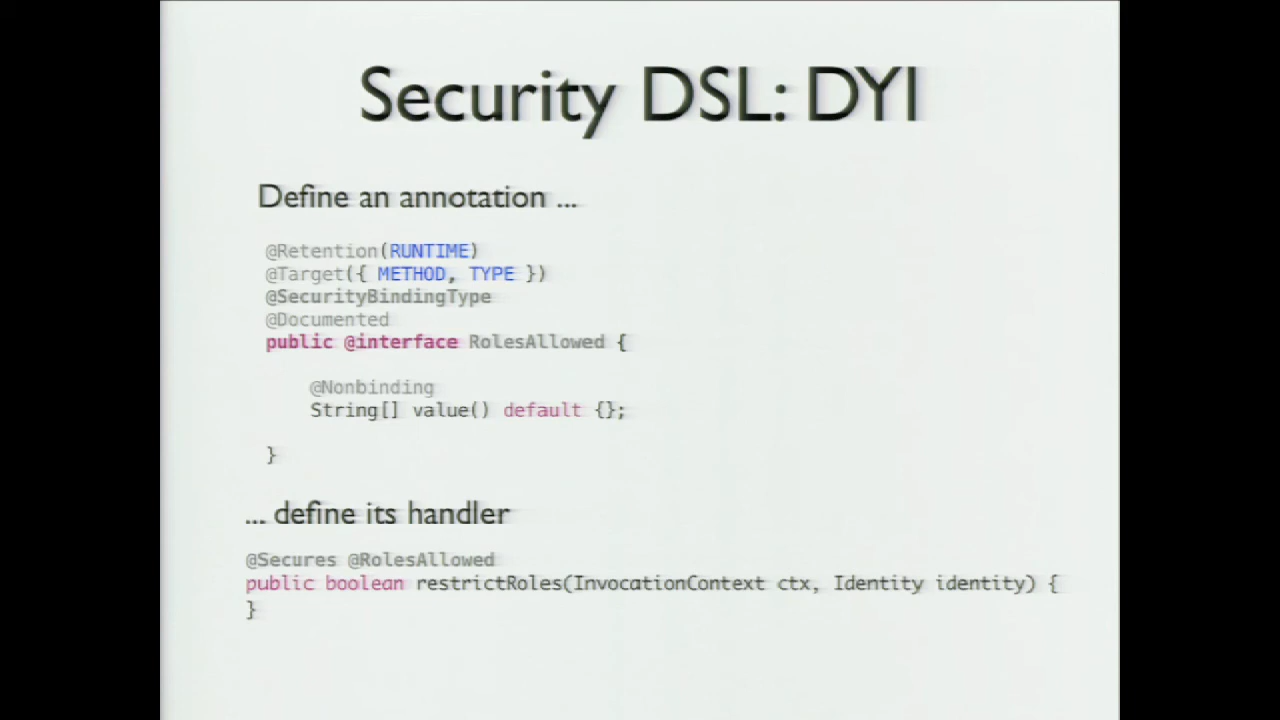 Security DSL: DYI
Define an annotation ...
@Retention(RUNTIME)
@Target({ METHOD, TYPE })
@SecurityBindingType
@Documented
public @interface RolesAllowed {
@Nonbinding
String[] value() default {};
}
... define its handler
@Secures @RolesAllowed
public boolean restrictRoles(InvocationContext ctx, Identity identity) {
}